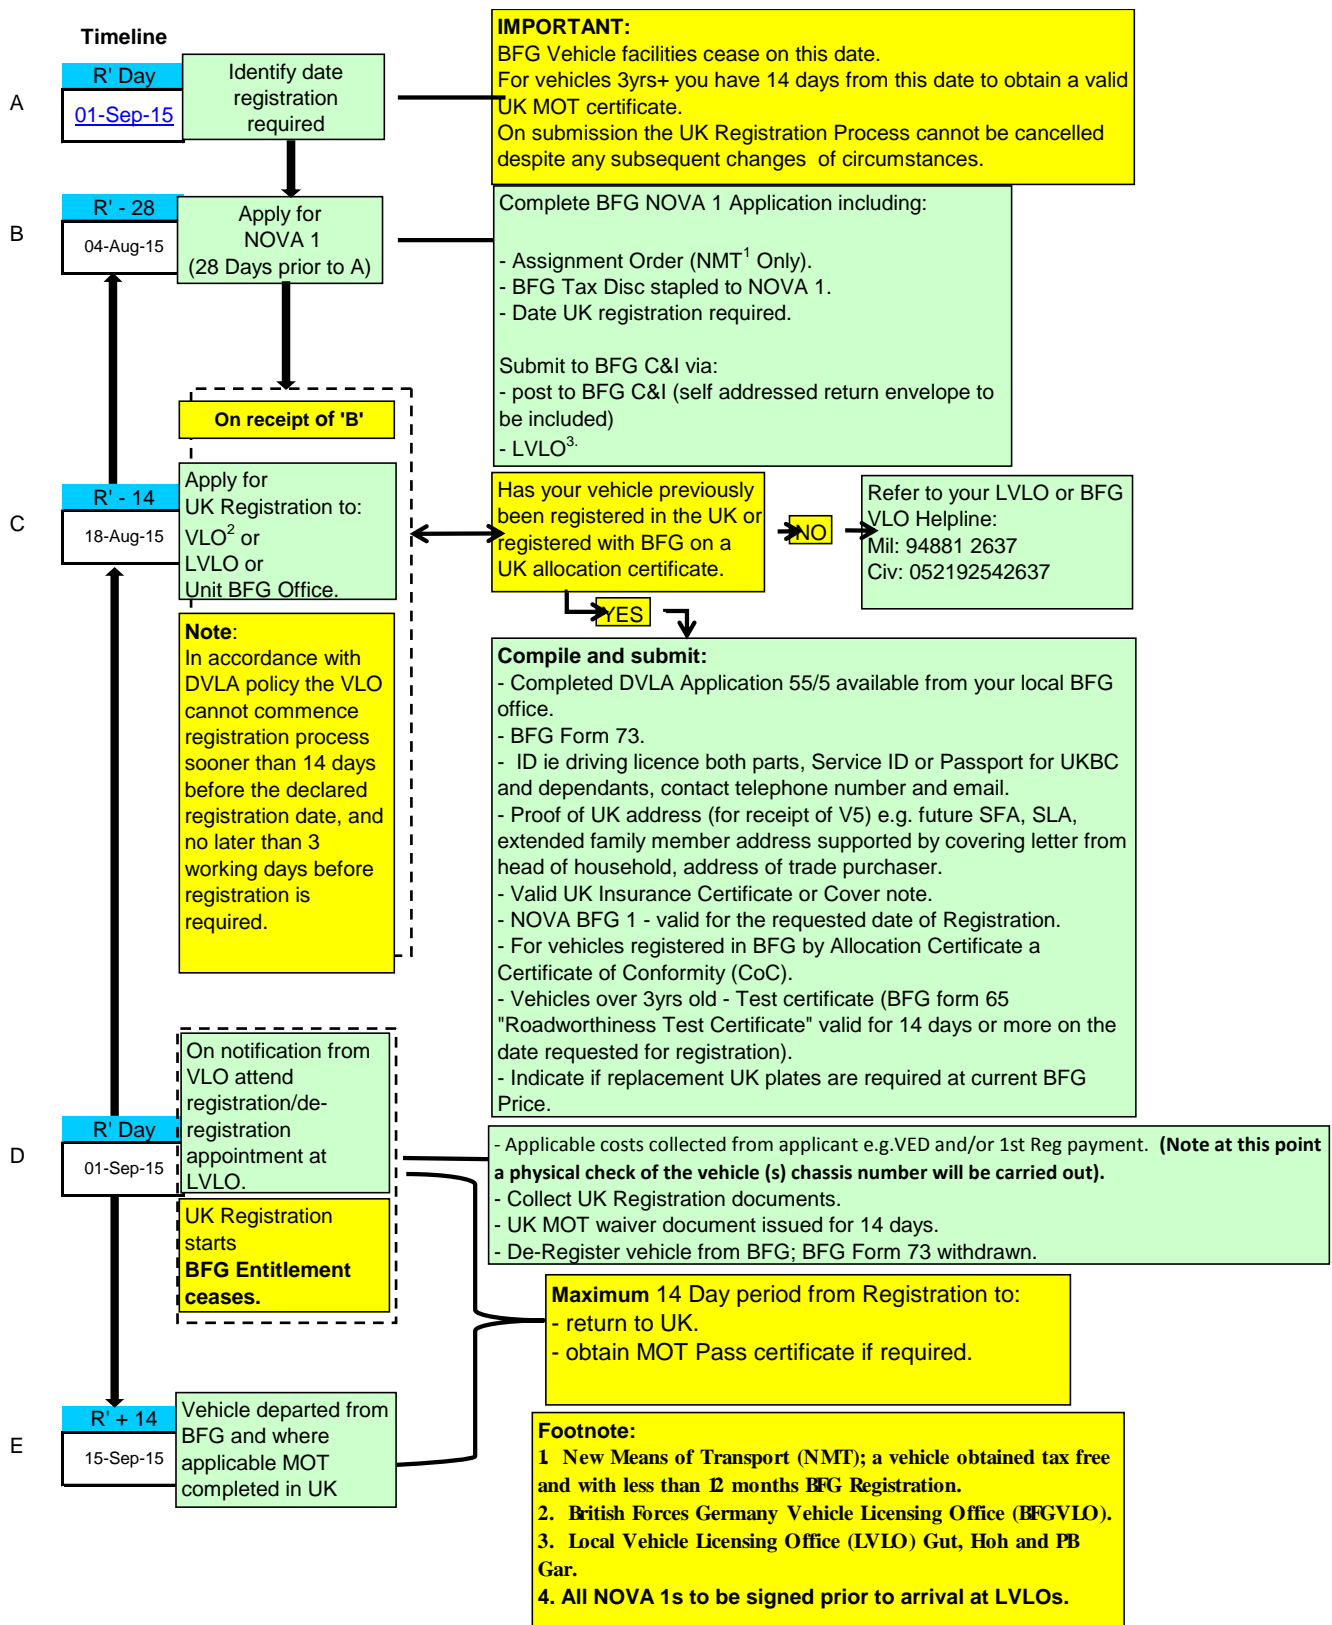 Timeline
A
R' Day
01-Sep-15
Identify date
registration
required
IMPORTANT:
BFG Vehicle facilities cease on this date.
For vehicles 3yrs+ you have 14 days from this date to obtain a valid
UK MOT certificate.
On submission the UK Registration Process cannot be cancelled
despite any subsequent changes of circumstances.
B
R' - 28
04-Aug-15
Apply for
NOVA 1
(28 Days prior to A)
Complete BFG NOVA 1 Application including:
- Assignment Order (NMT1 Only).
- BFG Tax Disc stapled to NOVA 1.
- Date UK registration required.
Submit to BFG C&I via:
- post to BFG C&I (self addressed return envelope to
be included)
- LVLO3.
On receipt of 'B'
C
R' - 14
18-Aug-15
Apply for
UK Registration to:
VLO2 or
LVLO or
Unit BFG Office.
Has your vehicle previously
been registered in the UK or
registered with BFG on a
UK allocation certificate.
NO
Refer to your LVLO or BFG
VLO Helpline:
Mil: 94881 2637
Civ: 052192542637
YES
Note:
In accordance with
DVLA policy the VLO
cannot commence
registration process
sooner than 14 days
before the declared
registration date, and
no later than 3
working days before
registration is
required.
Compile and submit:
- Completed DVLA Application 55/5 available from your local BFG
office.
- BFG Form 73.
- ID ie driving licence both parts, Service ID or Passport for UKBC
and dependants, contact telephone number and email.
- Proof of UK address (for receipt of V5) e.g. future SFA, SLA,
extended family member address supported by covering letter from
head of household, address of trade purchaser.
- Valid UK Insurance Certificate or Cover note.
- NOVA BFG 1 - valid for the requested date of Registration.
- For vehicles registered in BFG by Allocation Certificate a
Certificate of Conformity (CoC).
- Vehicles over 3yrs old - Test certificate (BFG form 65
"Roadworthiness Test Certificate" valid for 14 days or more on the
date requested for registration).
- Indicate if replacement UK plates are required at current BFG
Price.
D
R' Day
01-Sep-15
On notification from
VLO attend
registration/de-
registration
appointment at
LVLO.
UK Registration
starts
BFG Entitlement
ceases.
- Applicable costs collected from applicant e.g.VED and/or 1st Reg payment. (Note at this point
a physical check of the vehicle (s) chassis number will be carried out).
- Collect UK Registration documents.
- UK MOT waiver document issued for 14 days.
- De-Register vehicle from BFG; BFG Form 73 withdrawn.
Maximum 14 Day period from Registration to:
- return to UK.
- obtain MOT Pass certificate if required.
E
R' + 14
15-Sep-15
Vehicle departed from
BFG and where
applicable MOT
completed in UK
Footnote:
1. New Means of Transport (NMT); a vehicle obtained tax free
and with less than 12 months BFG Registration.
2. British Forces Germany Vehicle Licensing Office (BFGVLO).
3. Local Vehicle Licensing Office (LVLO) Gut, Hoh and PB
Gar.
4. All NOVA 1s to be signed prior to arrival at LVLOs.